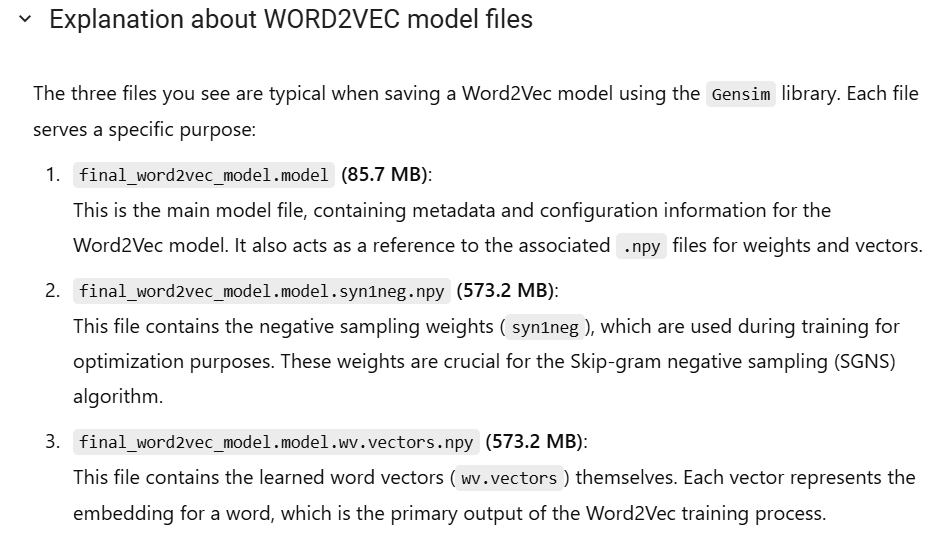 Explanation about WORD2VEC model files
The three files you see are typical when saving a Word2Vec model using the Gensim library. Each file
serves a specific purpose:
1. final_word2vec_model.model (85.7 MB):
This is the main model file, containing metadata and configuration information for the
Word2Vec model. It also acts as a reference to the associated .npy files for weights and vectors.
2. final_word2vec_model.model.syn1neg.npy (573.2 MB):
This file contains the negative sampling weights (syn1neg), which are used during training for
optimization purposes. These weights are crucial for the Skip-gram negative sampling (SGNS)
algorithm.
3. final_word2vec_model.model.wv.vectors.npy (573.2 MB):
This file contains the learned word vectors (wv.vectors) themselves. Each vector represents the
embedding for a word, which is the primary output of the Word2Vec training process.